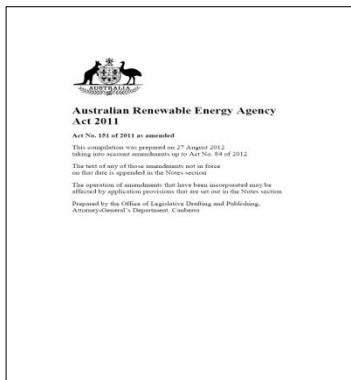 AUSTRALIA
Australian Renewable Energy Agency
Act 2011
Act No. 151 of 2011 as amended
This compilation was prepared on 27 August 2012
taking into account amendments up to Act No. 84 of 2012
The text of any of those amendments not in force
on that date is appended in the Notes section
The operation of amendments that have been incorporated may be
affected by application provisions that are set out in the Notes section
Prepared by the Office of Legislative Drafting and Publishing,
Attorney-General's Department, Canberra